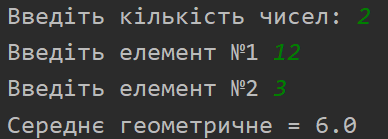 Введіть кількість чисел: 2
Введіть елемент №1 12
Введіть елемент №2 3
Середнє геометричне = 6.0